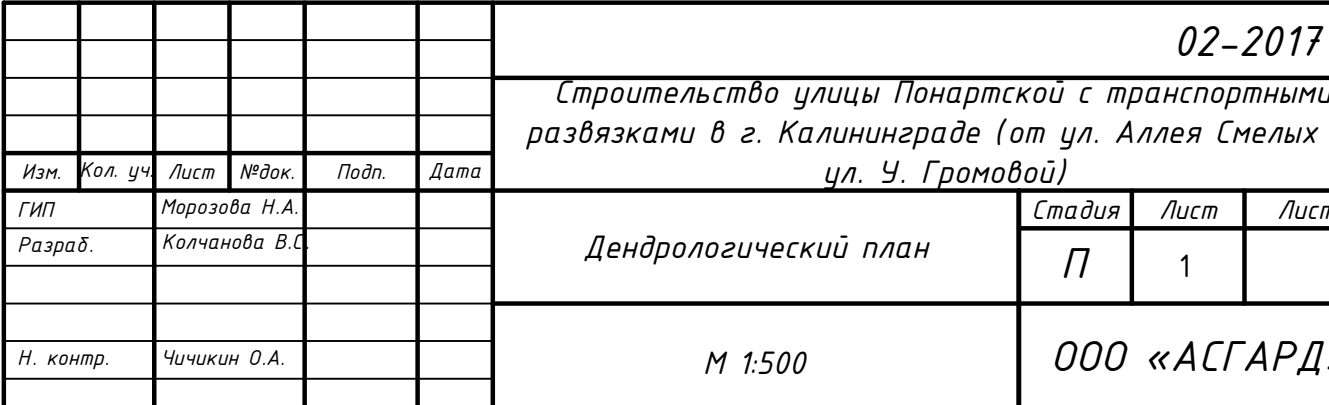 02-2017
Строительство улицы Понартской с транспортными
развязками в г. Калининграде (от ул. Аллея Смелых
ул. У. Громовой)
Изм. Кол. уч. Лист №док. Подп. Дата
ГИП Морозова Н.А.
Разраб. Колчанова В.С.
Дендрологический план
Стадия Лист Лист
П 1
Н. контр. Чичикин О.А.
М 1:500
ООО «АСГАРД